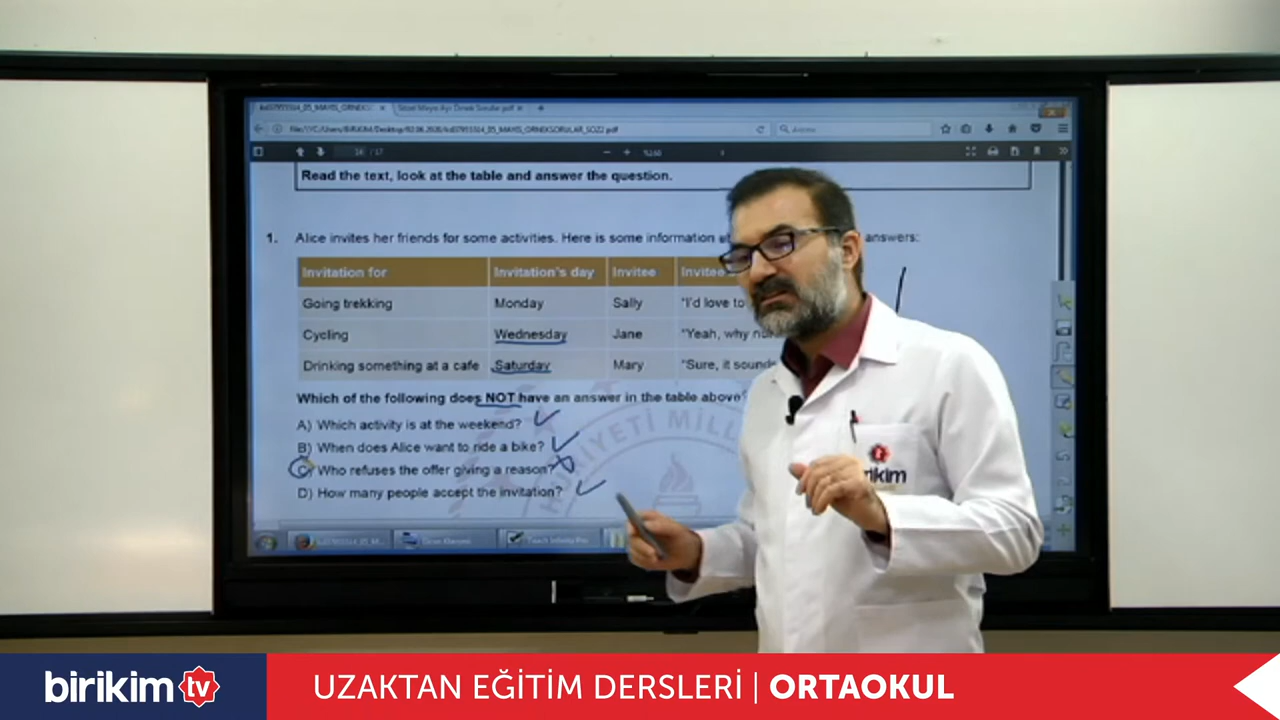 Read the text, look at the table and answer the question.
1. Alice invites her friends for some activities. Here is some information answers:
Invitation for Invitation's day Invitee Invitee
Going trekking Monday Sally "I'd love to
Cycling Wednesday Jane "Yeah, why
Drinking something at a cafe Saturday Mary "Sure, it sounds
Which of the following does NOT have an answer in the table above?
A) Which activity is at the weekend?
B) When does Alice want to ride a bike?
C) Who refuses the offer giving a reason?
D) How many people accept the invitation?
HURİYETİ MİLL
birikim
birikim tv
UZAKTAN EĞİTİM DERSLERİ | ORTAOKUL